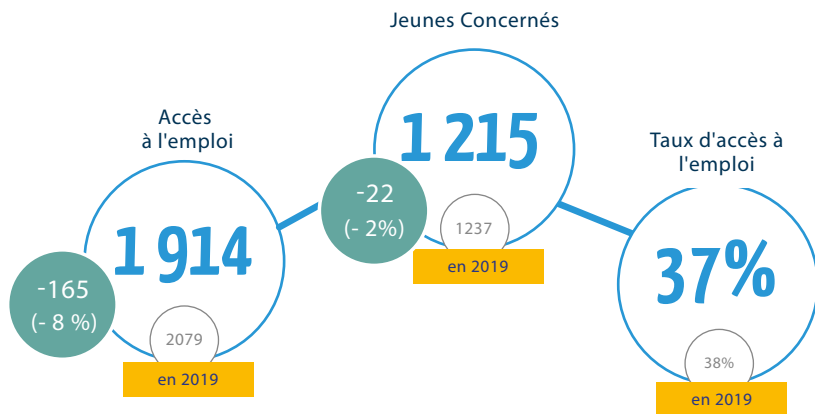 Accès
à l'emploi
1 914
-165
(- 8 %)
2079
en 2019
Jeunes Concernés
1 215
-22
(- 2%)
1237
en 2019
Taux d'accès à
l'emploi
37%
38%
en 2019